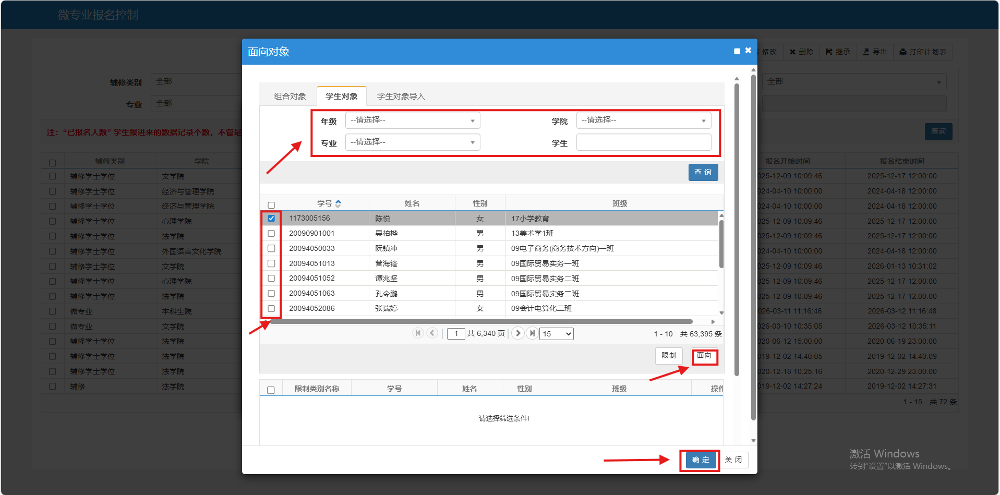 微专业报名控制
修改 删除 继承 导出 打印计划表
辅修类别 全部 全部
专业 全部
注：“已报名人数” 学生报进来的数据记录个数，不管是
查询
辅修类别 学院 报名开始时间 报名结束时间
辅修学士学位 文学院 025-12-09 10:09:46 2025-12-17 12:00:00
辅修学士学位 经济与管理学院 024-04-10 10:00:00 2024-04-18 12:00:00
辅修学士学位 经济与管理学院 024-04-10 10:00:00 2024-04-18 12:00:00
辅修学士学位 心理学院 025-12-09 10:09:46 2025-12-17 12:00:00
辅修学士学位 法学院 025-12-09 10:09:46 2025-12-17 12:00:00
辅修学士学位 外国语言文化学院 024-04-10 10:00:00 2024-04-18 12:00:00
辅修学士学位 文学院 025-12-09 10:09:46 2026-01-13 10:31:02
辅修学士学位 心理学院 025-12-09 10:09:46 2025-12-17 12:00:00
辅修学士学位 法学院 025-12-09 10:09:46 2025-12-17 12:00:00
微专业 本科生院 026-03-11 11:16:46 2026-03-12 11:16:48
微专业 文学院 026-03-10 10:35:05 2026-03-12 10:35:11
辅修学士学位 法学院 020-06-12 15:00:00 2020-06-19 23:00:00
辅修学士学位 法学院 019-12-02 14:40:05 2019-12-02 14:40:09
辅修学士学位 法学院 020-12-18 10:25:16 2020-12-29 23:00:00
辅修 法学院 019-12-02 14:27:24 2019-12-02 14:27:31
1 - 15 共 72 条
面向对象
组合对象 学生对象 学生对象导入
年级 --请选择-- 学院 --请选择--
专业 --请选择-- 学生
查 询
学号 姓名 性别 班级
1173005156 陈悦 女 17小学教育
20090901001 吴柏桦 男 13美术学1班
20094050033 阮镇冲 男 09电子商务(商务技术方向)一班
20094051013 曾海锋 男 09国际贸易实务一班
20094051052 谭兆坚 男 09国际贸易实务二班
20094051063 孔令鹏 男 09国际贸易实务二班
20094052086 张瑞婷 女 09会计电算化二班
1 共 6,340 页 15 1 - 10 共 63,395 条
限制 面向
限制类别名称 学号 姓名 性别 班级 操作
请选择筛选条件!
确 定 关 闭
激活 Windows
转到“设置”以激活 Windows。